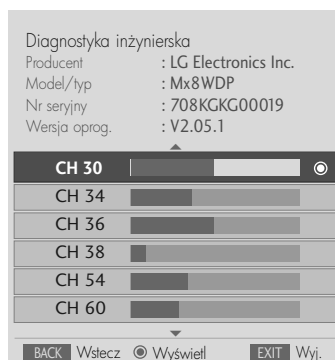 Diagnostyka inżynierska
Producent : LG Electronics Inc.
Model/typ : Mx8WDP
Nr seryjny : 708KGKG00019
Wersja oprog. : V2.05.1
CH 30
CH 34
CH 36
CH 38
CH 54
CH 60
BACK Wstecz Wyświetl EXIT Wyj.